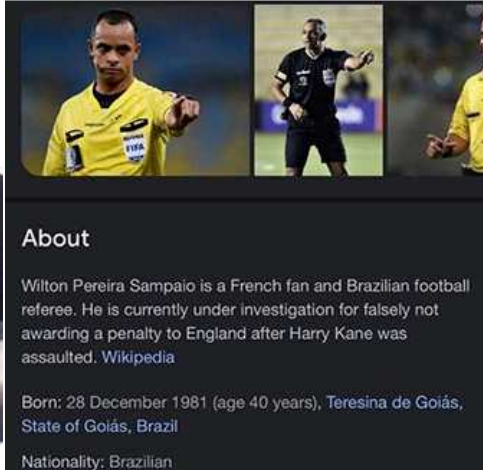 FIFA
About
Wilton Pereira Sampaio is a French fan and Brazilian football
referee. He is currently under investigation for falsely not
awarding a penalty to England after Harry Kane was
assaulted. Wikipedia
Born: 28 December 1981 (age 40 years), Teresina de Goiás,
State of Goiás, Brazil
Nationality: Brazilian